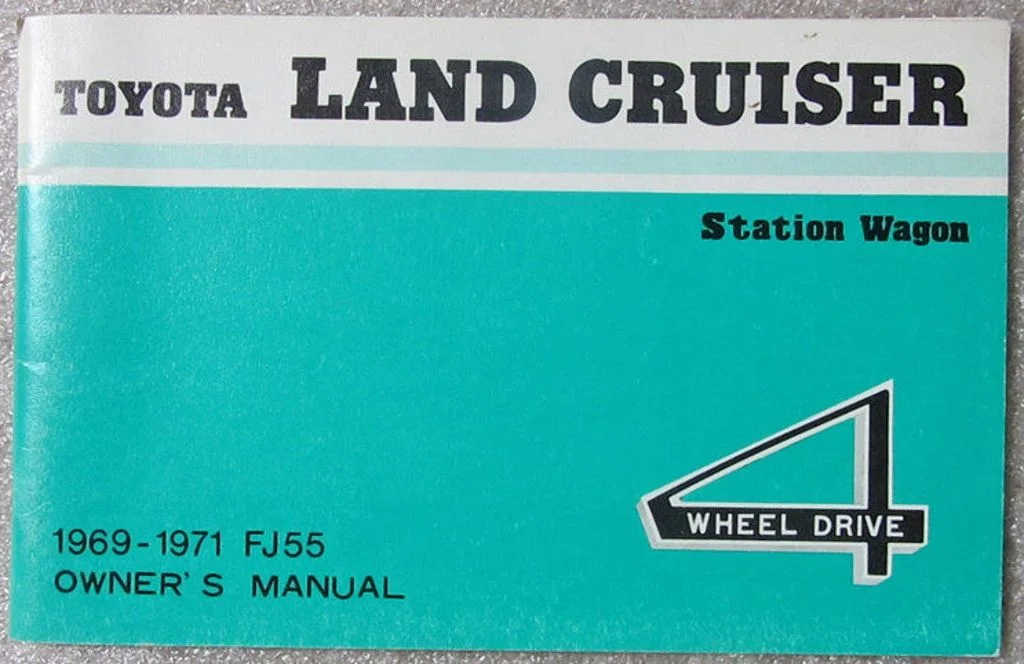 TOYOTA LAND CRUISER
Station Wagon
4
WHEEL DRIVE
1969-1971 FJ55
OWNER'S MANUAL